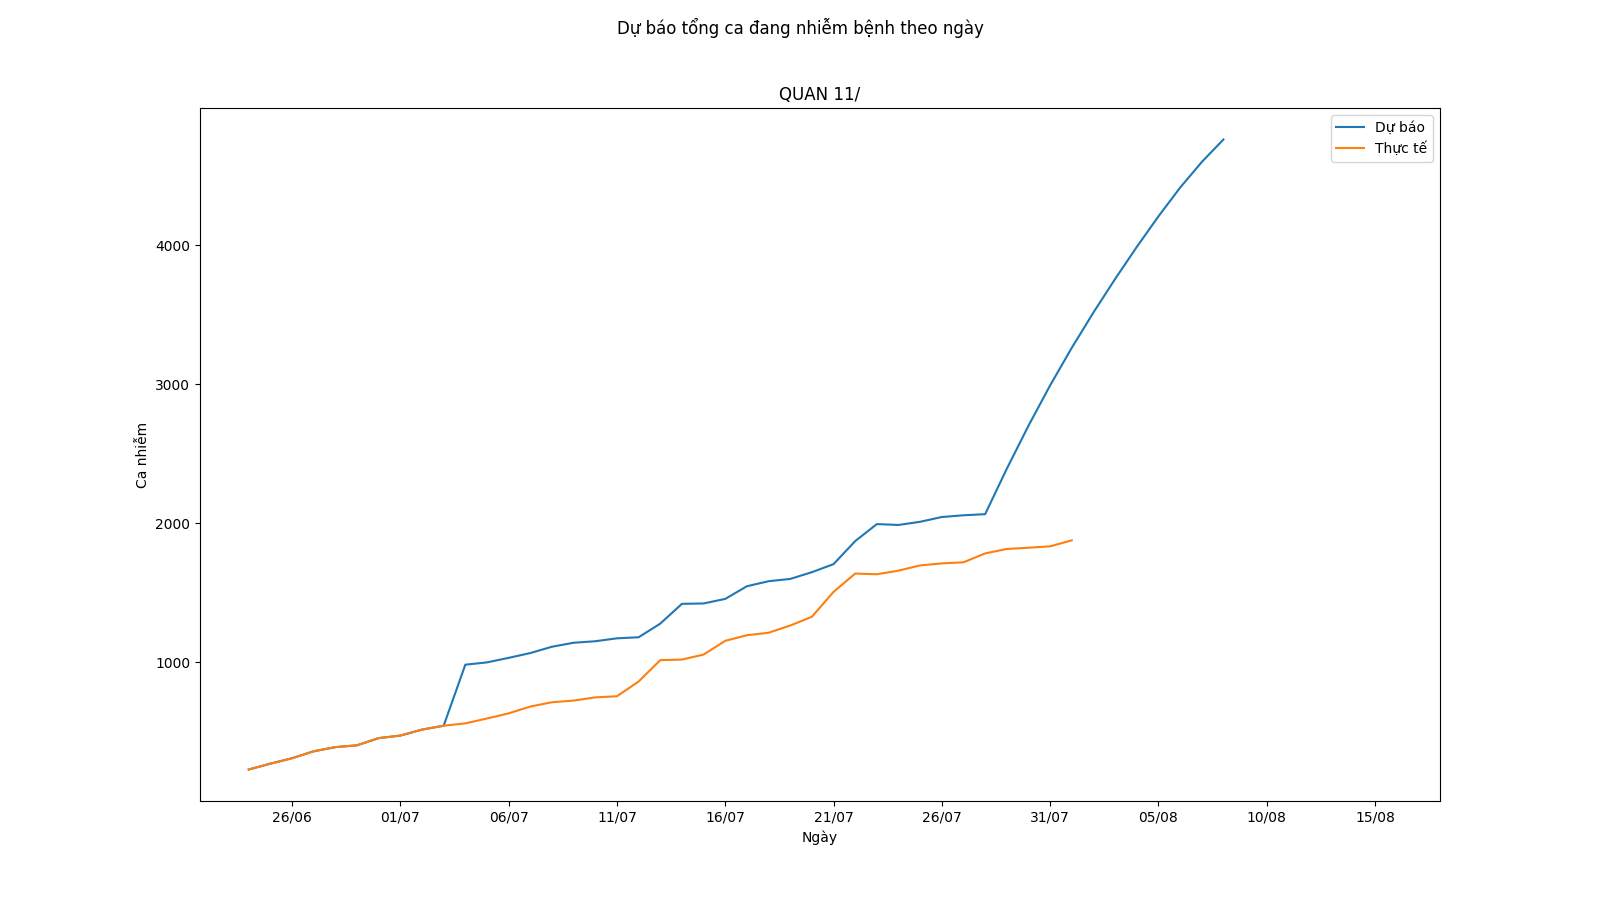 Dự báo tổng ca đang nhiễm bệnh theo ngày
QUAN 11/
Dự báo
Thực tế
Ca nhiễm
4000
3000
2000
1000
26/06 01/07 06/07 11/07 16/07 21/07 26/07 31/07 05/08 10/08 15/08
Ngày